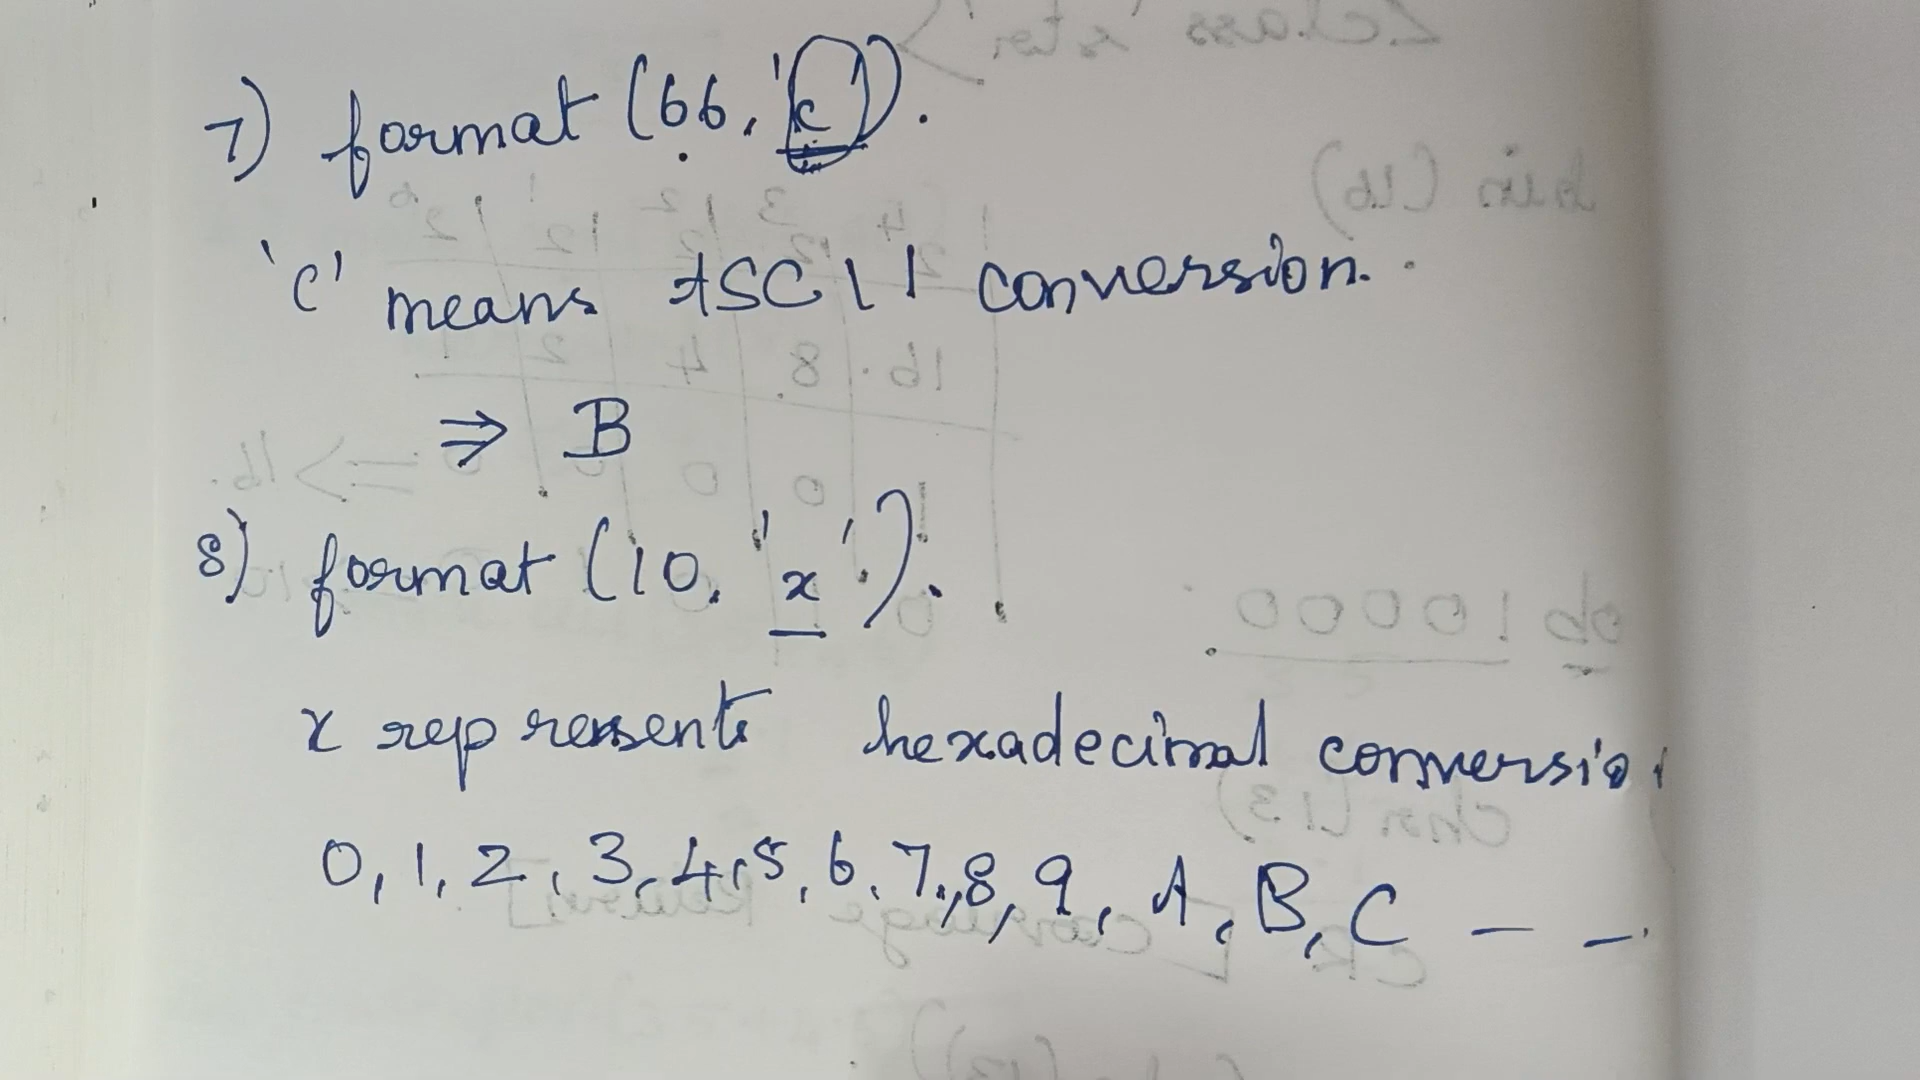 7) format (66, 'c').
'c' means ASCII conversion.
⇒ B
8) format (10, 'x').
x represents hexadecimal conversion
0, 1, 2, 3, 4, 5, 6, 7, 8, 9, A, B, C — —